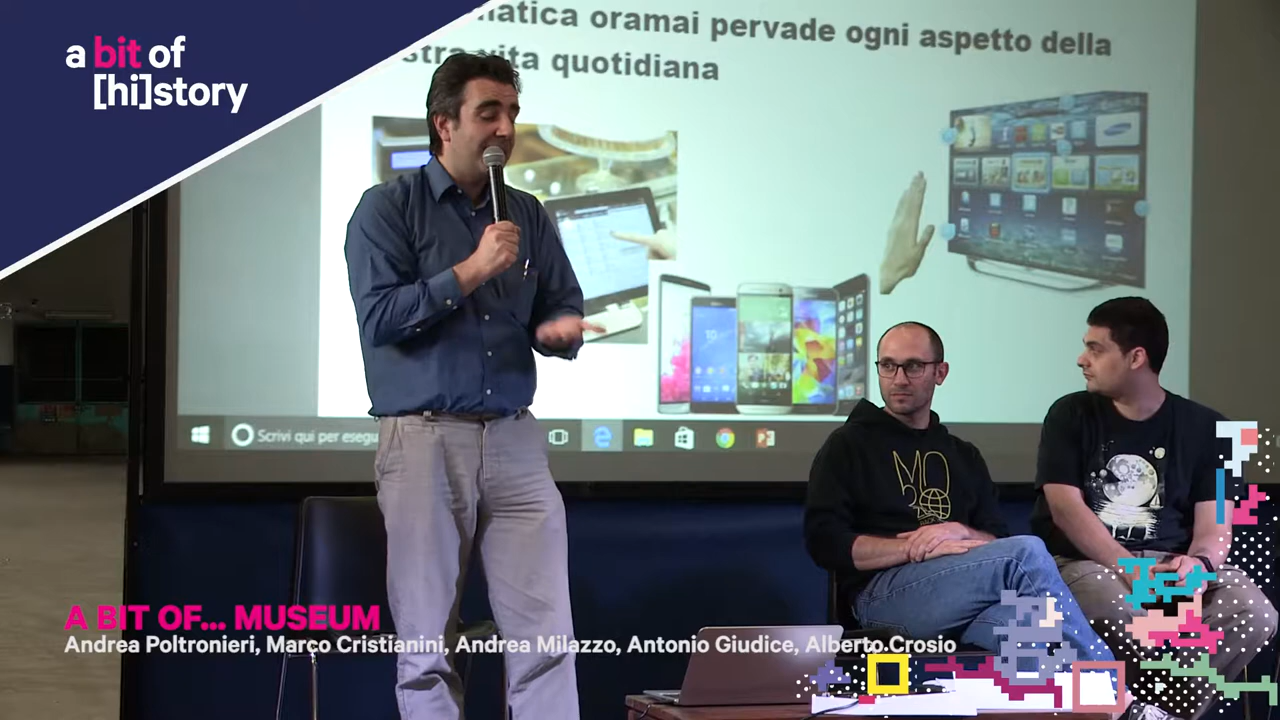 a bit of
[hi]story
matica oramai pervade ogni aspetto della
stra vita quotidiana
Scrivi qui per esegu
MO
A BIT OF... MUSEUM
Andrea Poltronieri, Marco Cristianini, Andrea Milazzo, Antonio Giudice, Alberto Crosio